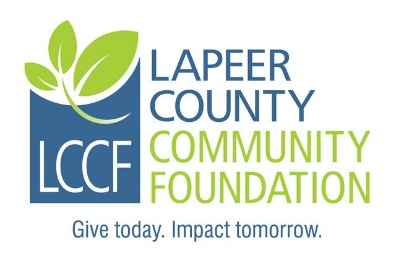 LCCF
LAPEER
COUNTY
COMMUNITY
FOUNDATION
Give today. Impact tomorrow.